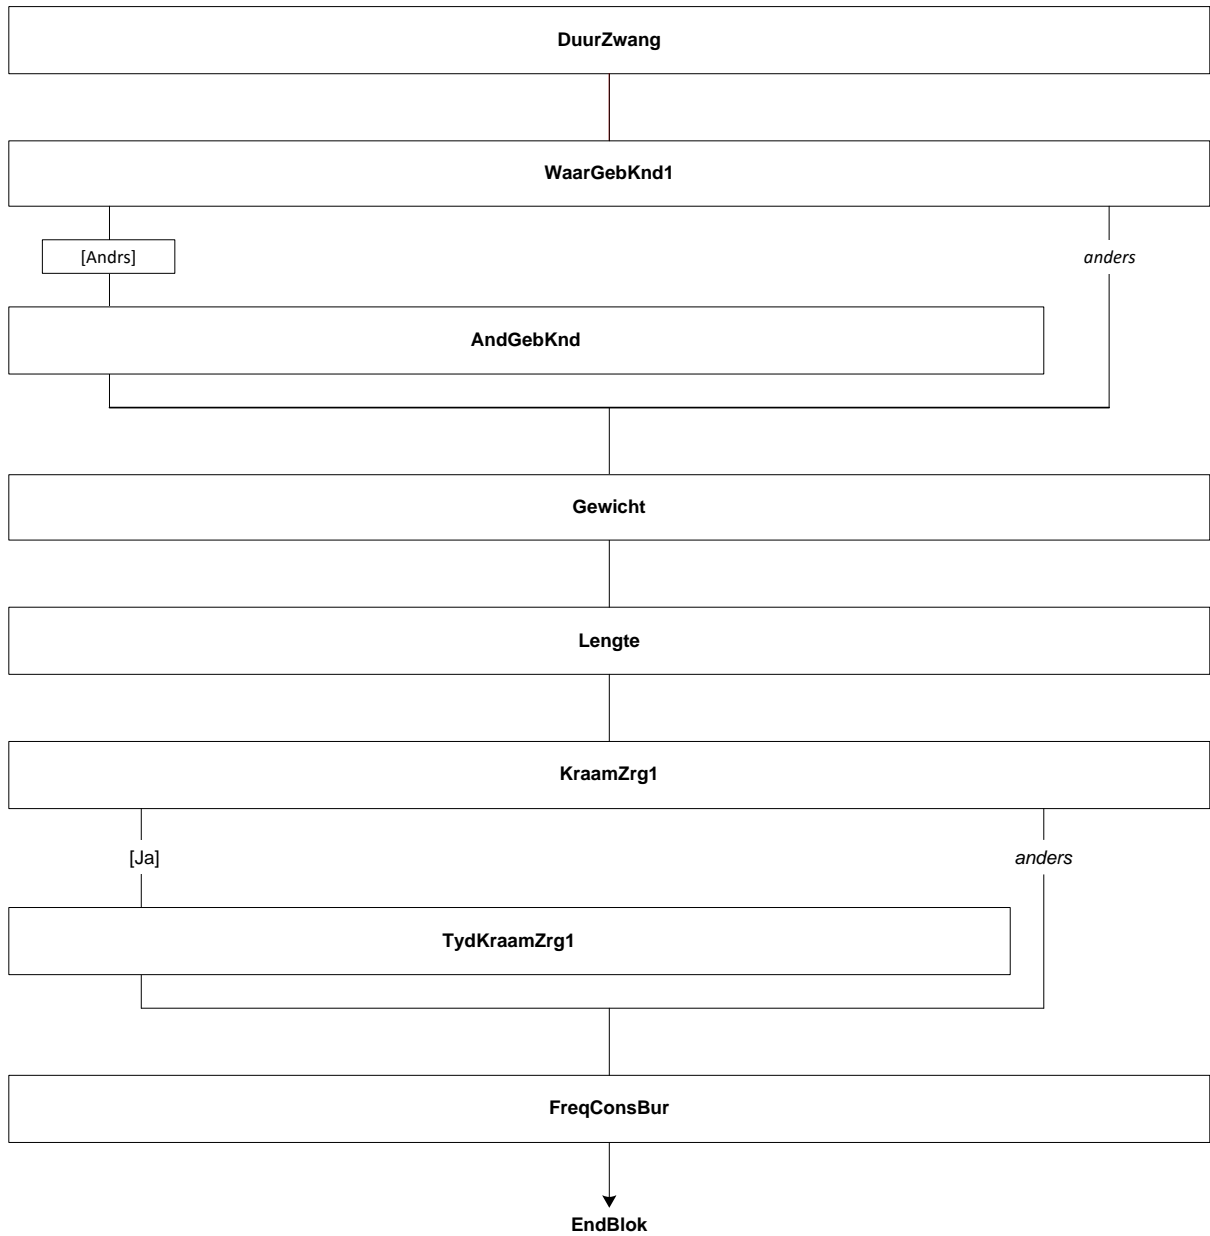 DuurZwang
WaarGebKnd1
[Andrs]
anders
AndGebKnd
Gewicht
Lengte
KraamZrg1
[Ja]
anders
TydKraamZrg1
FreqConsBur
EndBlok